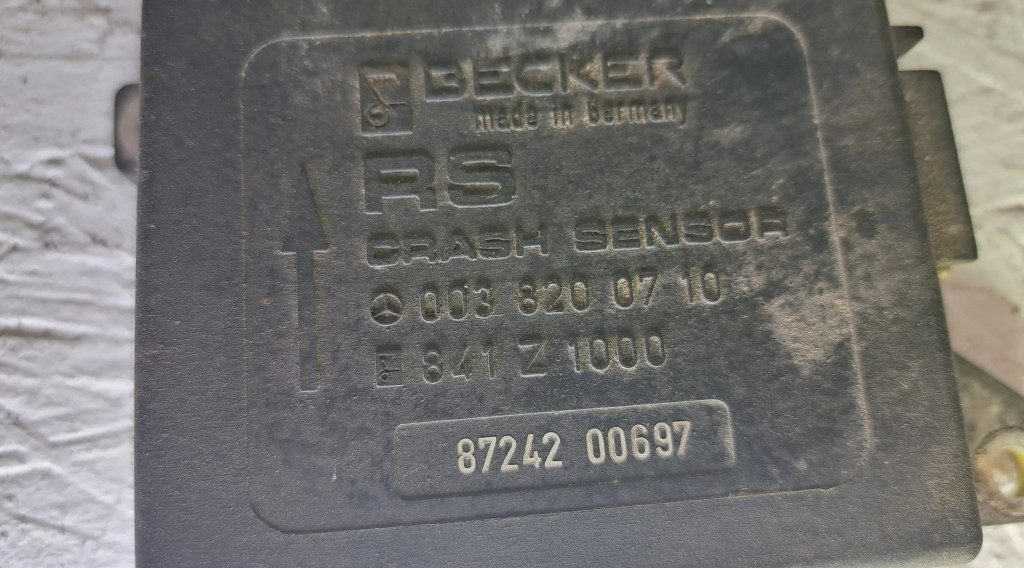 BECKER
made in Germany
RS
CRASH SENSOR
003 820 07 10
841 Z 1000
87242 00697